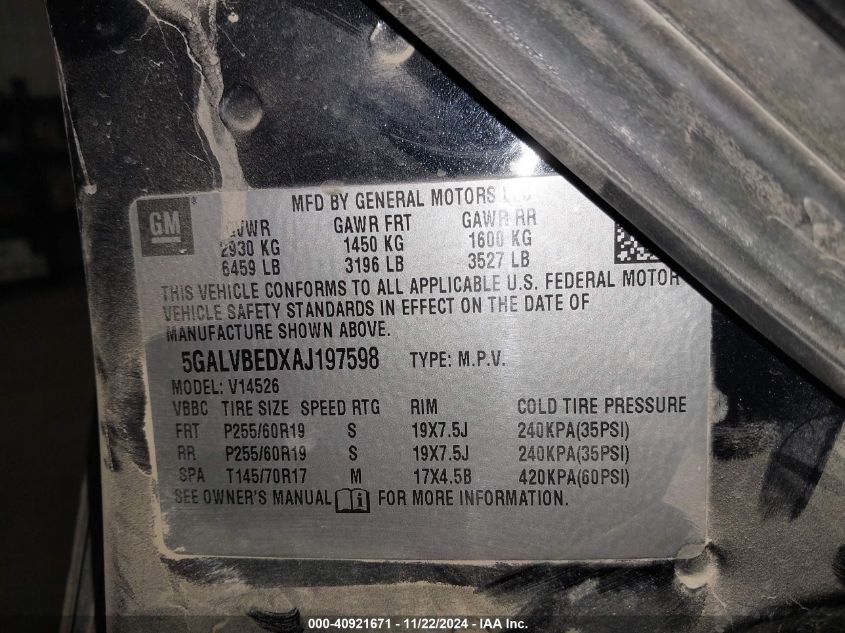 GM ®
MFD BY GENERAL MOTORS
GVWR GAWR FRT GAWR RR
2930 KG 1450 KG 1600 KG
6459 LB 3196 LB 3527 LB
THIS VEHICLE CONFORMS TO ALL APPLICABLE U.S. FEDERAL MOTOR
VEHICLE SAFETY STANDARDS IN EFFECT ON THE DATE OF
MANUFACTURE SHOWN ABOVE.
5GALVBEDXAJ197598 TYPE: M.P.V.
MODEL: V14526
VBBC TIRE SIZE SPEED RTG RIM COLD TIRE PRESSURE
FRT P255/60R19 S 19X7.5J 240KPA(35PSI)
RR P255/60R19 S 19X7.5J 240KPA(35PSI)
SPA T145/70R17 M 17X4.5B 420KPA(60PSI)
SEE OWNER'S MANUAL i FOR MORE INFORMATION.
000-40921671 - 11/22/2024 - IAA Inc.